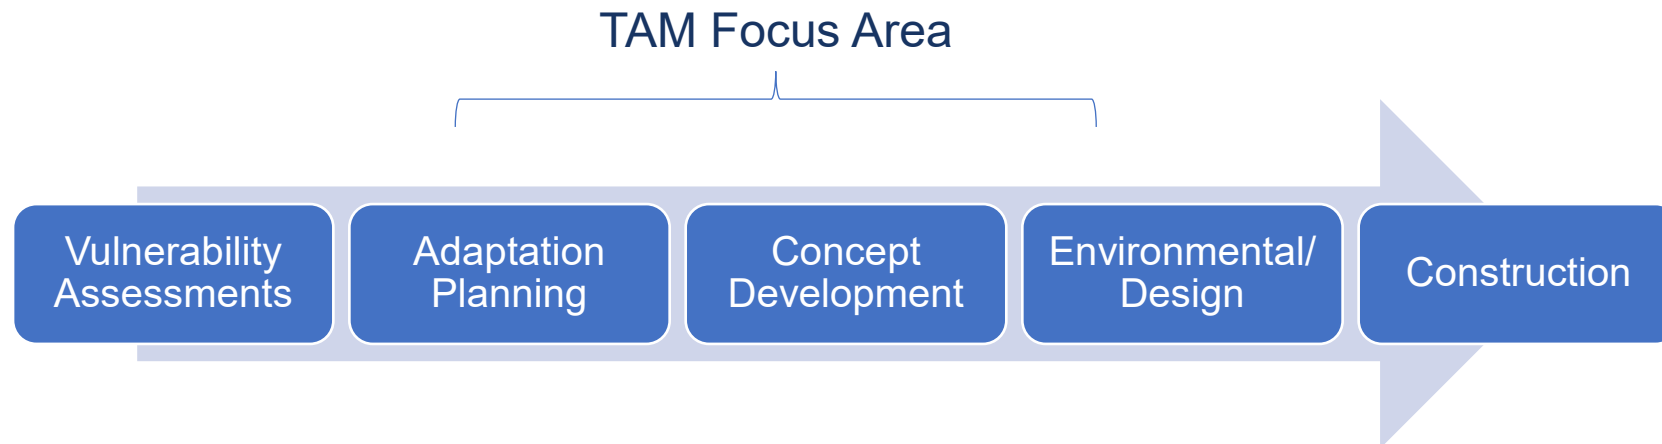 TAM Focus Area
Vulnerability
Assessments
Adaptation
Planning
Concept
Development
Environmental/
Design
Construction